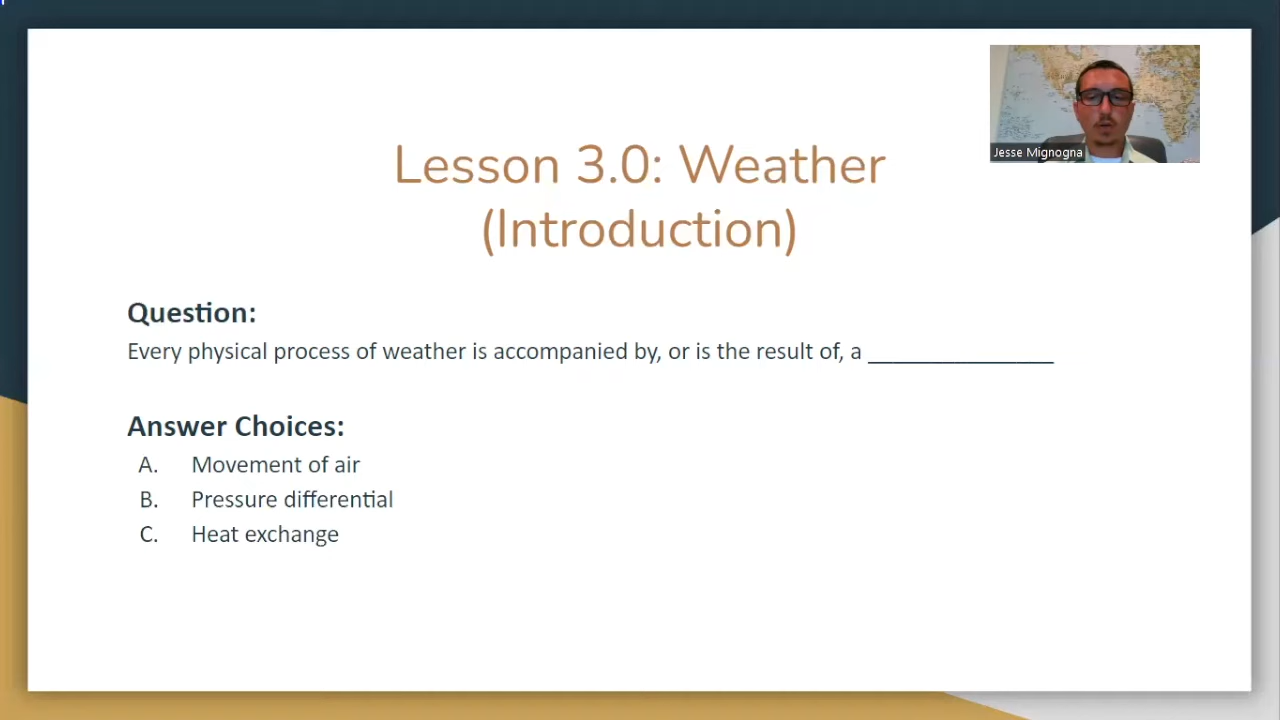 Jesse Mignogna
Lesson 3.0: Weather
(Introduction)
Question:
Every physical process of weather is accompanied by, or is the result of, a _______________
Answer Choices:
A. Movement of air
B. Pressure differential
C. Heat exchange